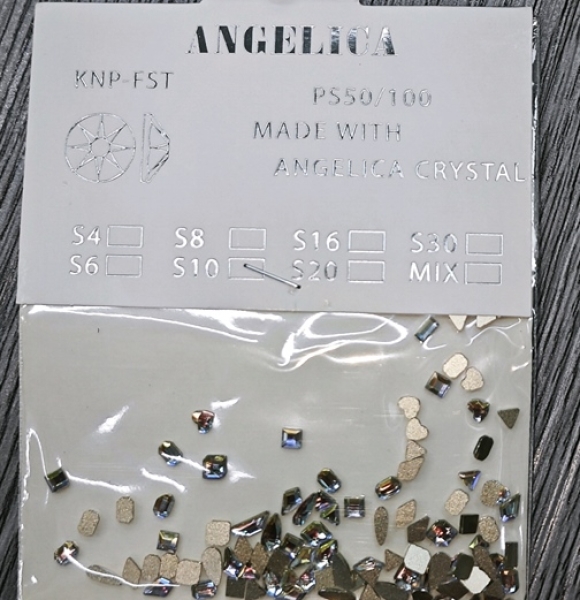 ANGELICA
KNP-FST
PS50/100
MADE WITH
ANGELICA CRYSTAL
S4 S8 S16 S30
S6 S10 S20 MIX